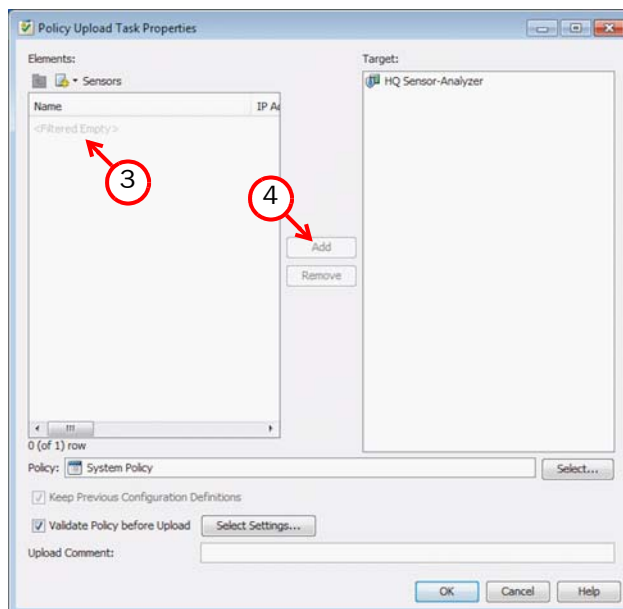 Policy Upload Task Properties
Elements:
Target:
Sensors
HQ Sensor-Analyzer
Name
IP Ad
<Filtered Empty>
3
4
Add
Remove
0 (of 1) row
Policy: System Policy
Select...
Keep Previous Configuration Definitions
Validate Policy before Upload
Select Settings...
Upload Comment:
OK
Cancel
Help